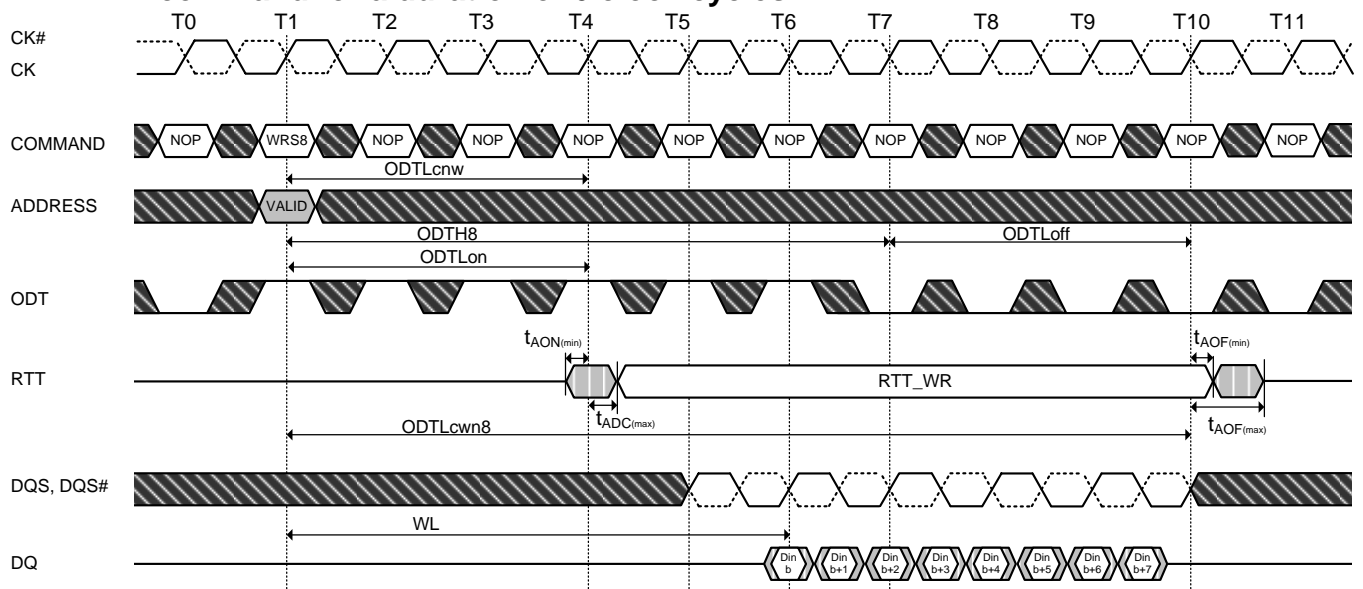 T0 T1 T2 T3 T4 T5 T6 T7 T8 T9 T10 T11
CK#
CK
COMMAND NOP WRS8 NOP NOP NOP NOP NOP NOP NOP NOP NOP NOP
ODTLcnw
ADDRESS VALID
ODTH8 ODTLoff
ODTLon
ODT
tAON(min) tAOF(min)
RTT RTT_WR
tADC(max) tAOF(max)
ODTLcwn8
DQS, DQS#
WL
DQ Din b Din b+1 Din b+2 Din b+3 Din b+4 Din b+5 Din b+6 Din b+7